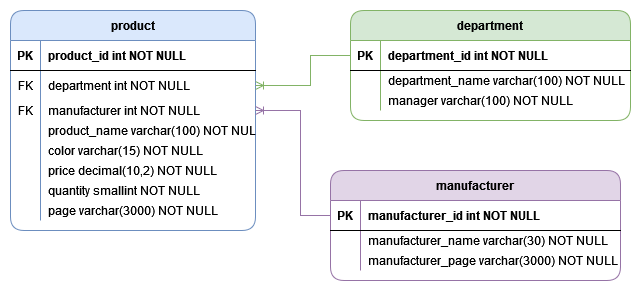 product
PK product_id int NOT NULL
FK department int NOT NULL
FK manufacturer int NOT NULL
product_name varchar(100) NOT NUL
color varchar(15) NOT NULL
price decimal(10,2) NOT NULL
quantity smallint NOT NULL
page varchar(3000) NOT NULL
department
PK department_id int NOT NULL
department_name varchar(100) NOT NULL
manager varchar(100) NOT NULL
manufacturer
PK manufacturer_id int NOT NULL
manufacturer_name varchar(30) NOT NULL
manufacturer_page varchar(3000) NOT NULL